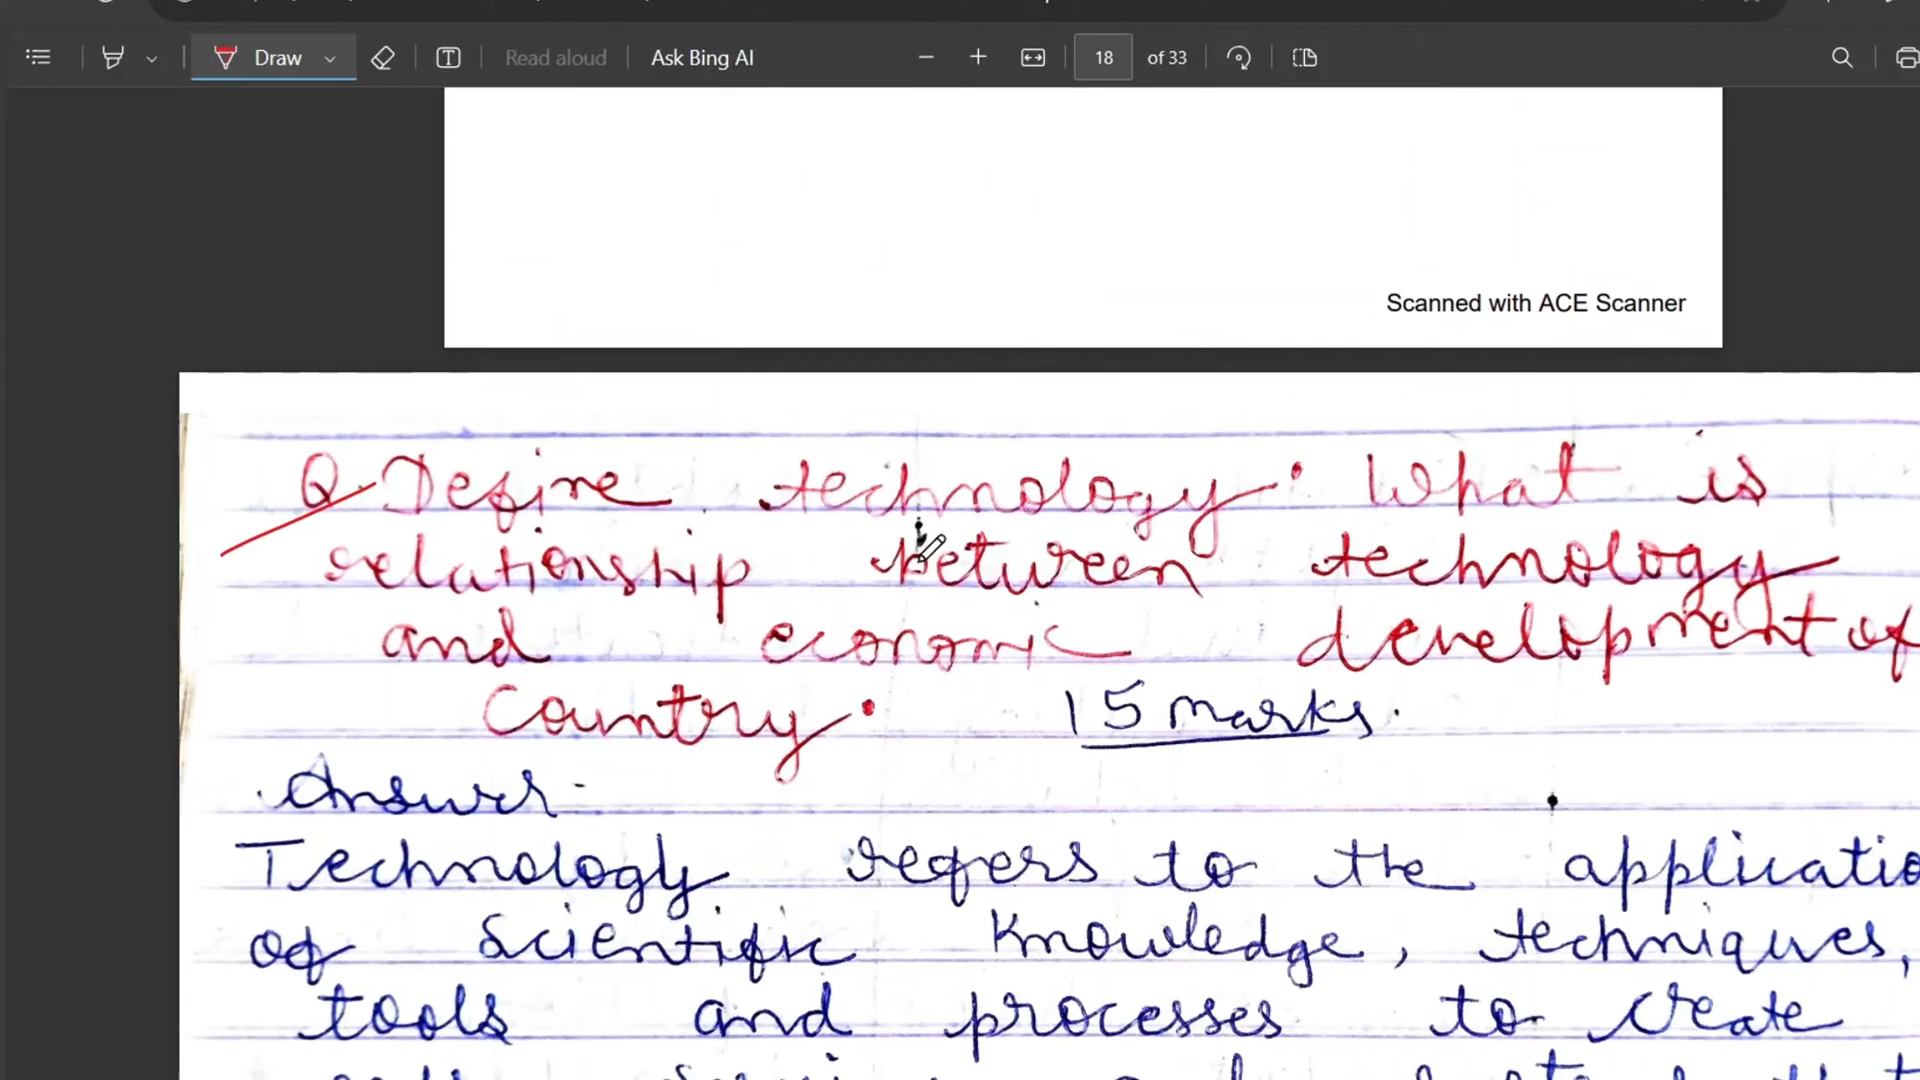 Draw
Read aloud
Ask Bing AI
18 of 33
Scanned with ACE Scanner
Q. Define technology. What is
relationship between technology
and economic development of
Country. 15 marks.
Answer
Technology refers to the applicatio
of Scientific Knowledge, techniques,
tools and processes to create